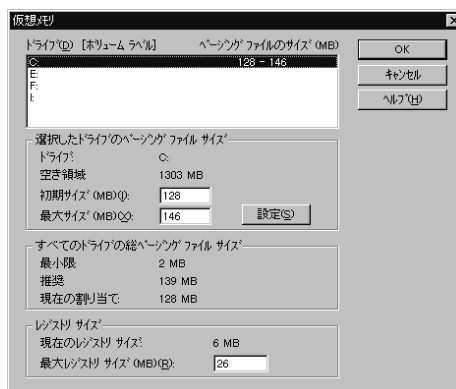 仮想ﾒﾓﾘ
ﾄﾞﾗｲﾌﾞ(D) [ﾎﾞﾘｭｰﾑ ﾗﾍﾞﾙ] ﾍﾟｰｼﾞﾝｸﾞ ﾌｧｲﾙのｻｲｽﾞ(MB)
C: 128 - 146
E:
F:
I:
OK
ｷｬﾝｾﾙ
ﾍﾙﾌﾟ(H)
選択したﾄﾞﾗｲﾌﾞのﾍﾟｰｼﾞﾝｸﾞ ﾌｧｲﾙ ｻｲｽﾞ
ﾄﾞﾗｲﾌﾞ: C:
空き領域 1303 MB
初期ｻｲｽﾞ(MB)(I): 128
最大ｻｲｽﾞ(MB)(X): 146 設定(S)
すべてのﾄﾞﾗｲﾌﾞの総ﾍﾟｰｼﾞﾝｸﾞ ﾌｧｲﾙ ｻｲｽﾞ
最小限 2 MB
推奨 139 MB
現在の割り当て: 128 MB
ﾚｼﾞｽﾄﾘ ｻｲｽﾞ
現在のﾚｼﾞｽﾄﾘ ｻｲｽﾞ: 6 MB
最大ﾚｼﾞｽﾄﾘ ｻｲｽﾞ(MB)(R): 26